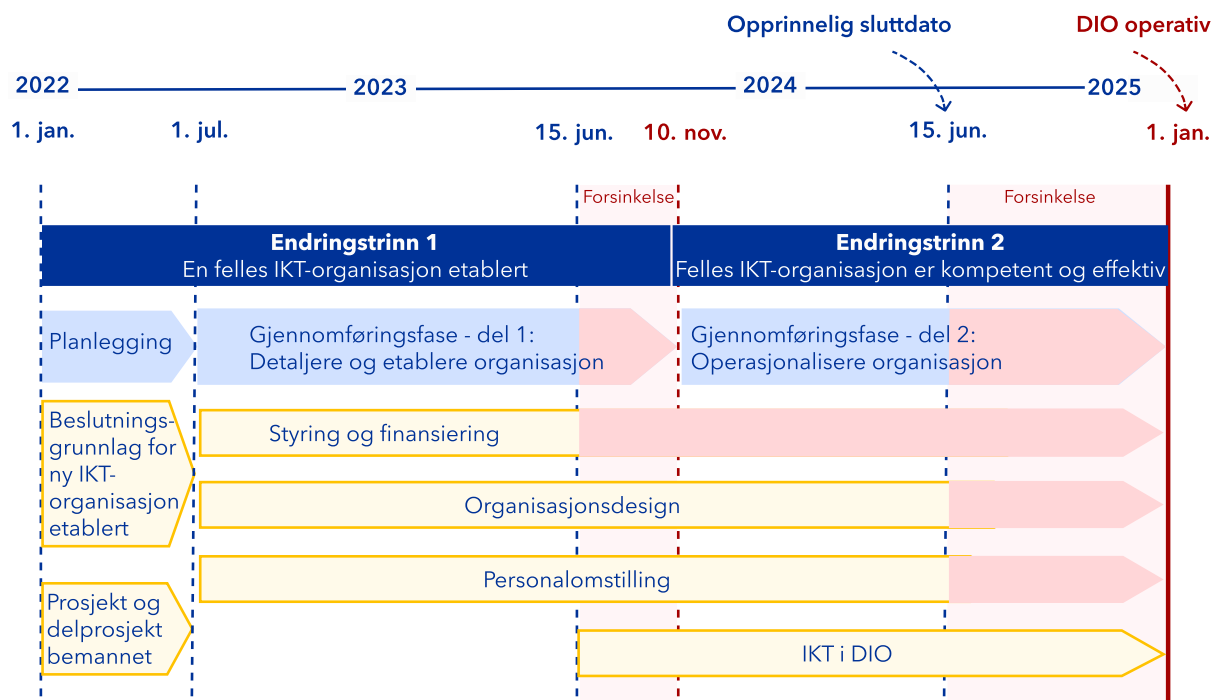 Opprinnelig sluttdato
DIO operativ
2022
2023
2024
2025
1. jan.
1. jul.
15. jun.
10. nov.
15. jun.
1. jan.
Forsinkelse
Forsinkelse
Endringstrinn 1
En felles IKT-organisasjon etablert
Endringstrinn 2
Felles IKT-organisasjon er kompetent og effektiv
Planlegging
Gjennomføringsfase - del 1:
Detaljere og etablere organisasjon
Gjennomføringsfase - del 2:
Operasjonalisere organisasjon
Beslutnings-
grunnlag for
ny IKT-
organisasjon
etablert
Styring og finansiering
Organisasjonsdesign
Personalomstilling
Prosjekt og
delprosjekt
bemannet
IKT i DIO